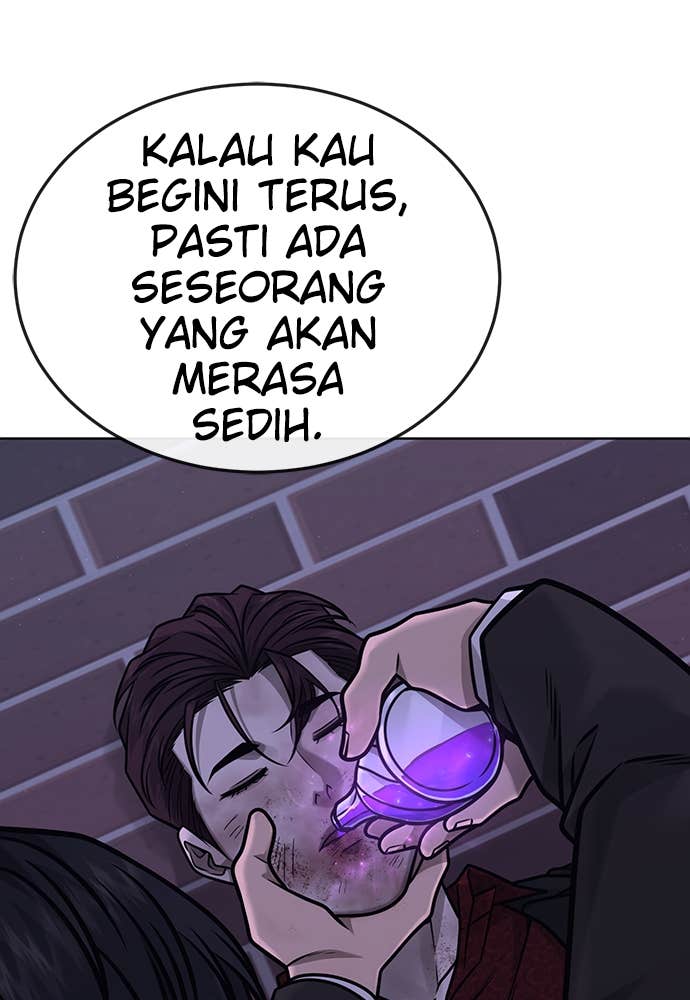 KALAU KAU
BEGINI TERUS,
PASTI ADA
SESEORANG
YANG AKAN
MERASA
SEDIH.